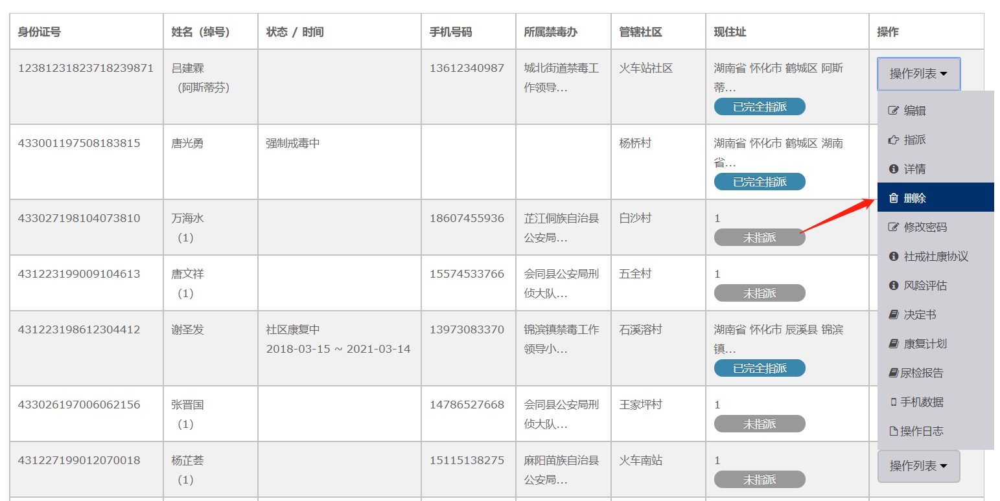 身份证号 姓名（绰号） 状态 / 时间 手机号码 所属禁毒办 管辖社区 现住址 操作
12381231823718239871 吕建霖 13612340987 城北街道禁毒工 火车站社区 湖南省 怀化市 鹤城区 阿斯 操作列表
（阿斯蒂芬） 作领导... 蒂...
已完全指派
编辑
433001197508183815 唐光勇 强制戒毒中 杨桥村 湖南省 怀化市 鹤城区 湖南 指派
省...
详情
已完全指派
删除
433027198104073810 万海水 18607455936 芷江侗族自治县 白沙村 1
（1） 公安局... 未指派
修改密码
社戒社康协议
431223199009104613 唐文祥 15574533766 会同县公安局刑 五全村 1
（1） 侦大队... 未指派
风险评估
决定书
431223198612304412 谢圣发 社区康复中 13973083370 锦滨镇禁毒工作 石溪溶村 湖南省 怀化市 辰溪县 锦滨
2018-03-15 ~ 2021-03-14 领导小... 镇...
康复计划
已完全指派
尿检报告
433026197006062156 张晋国 14786527668 会同县公安局刑 王家坪村 1 手机数据
（1） 侦大队... 未指派
操作日志
431227199012070018 杨芷荟 15115138275 麻阳苗族自治县 火车南站 1 操作列表
（1） 公安局... 未指派